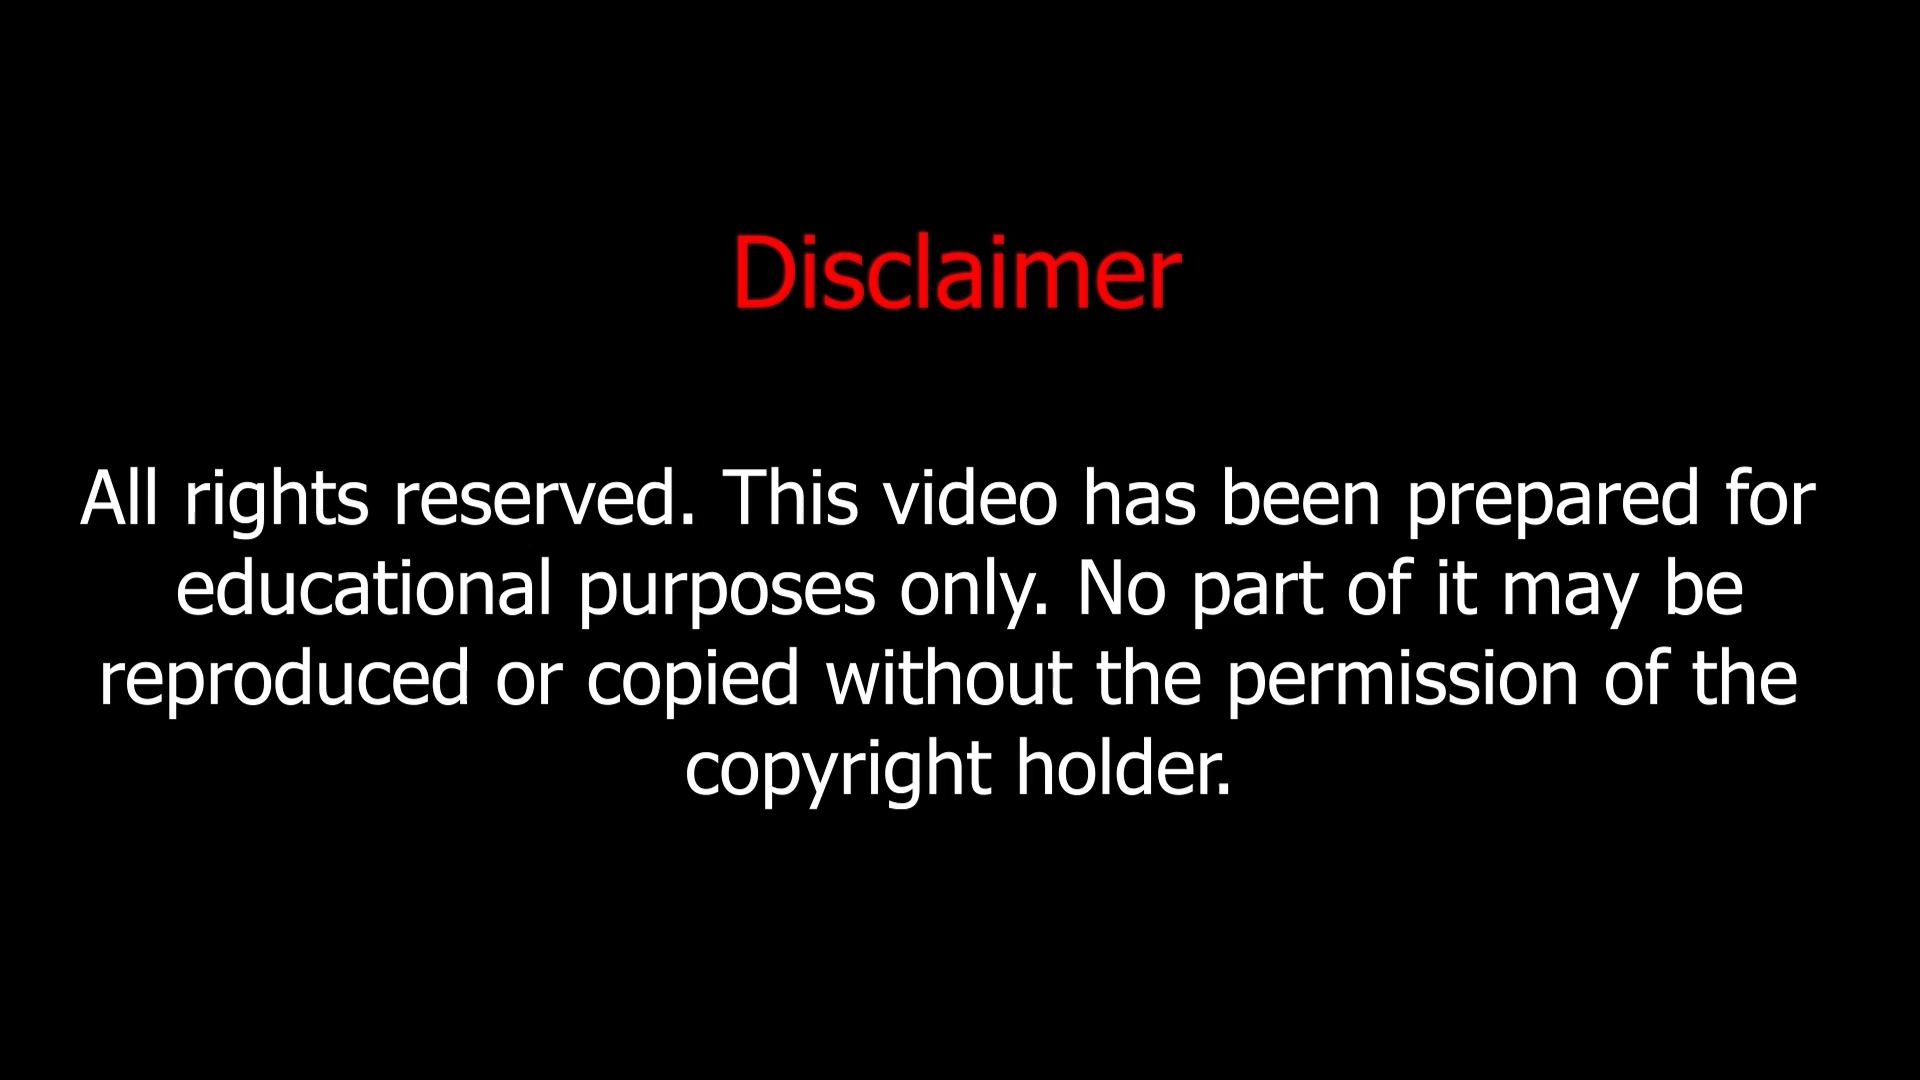 Disclaimer
All rights reserved. This video has been prepared for
educational purposes only. No part of it may be
reproduced or copied without the permission of the
copyright holder.